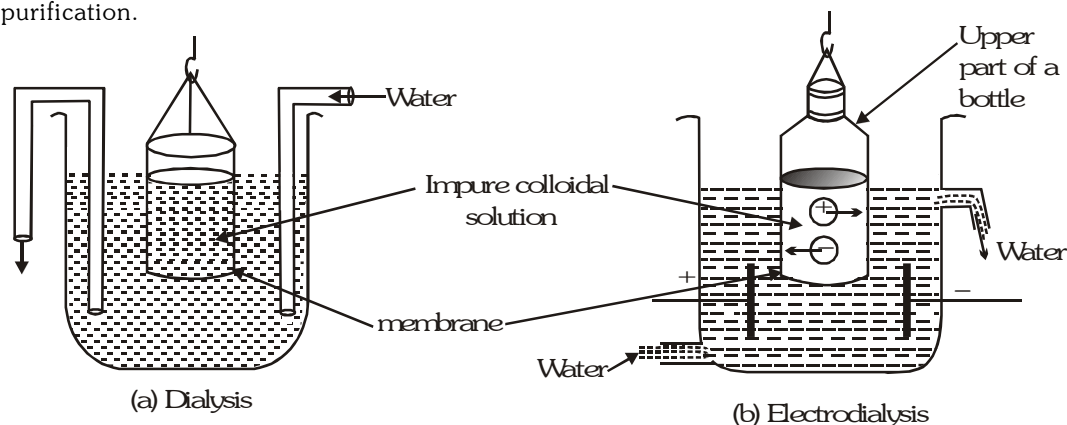 purification.
Water
Impure colloidal
solution
membrane
(a) Dialysis
Upper
part of a
bottle
+
−
+
−
Water
Water
(b) Electrodialysis